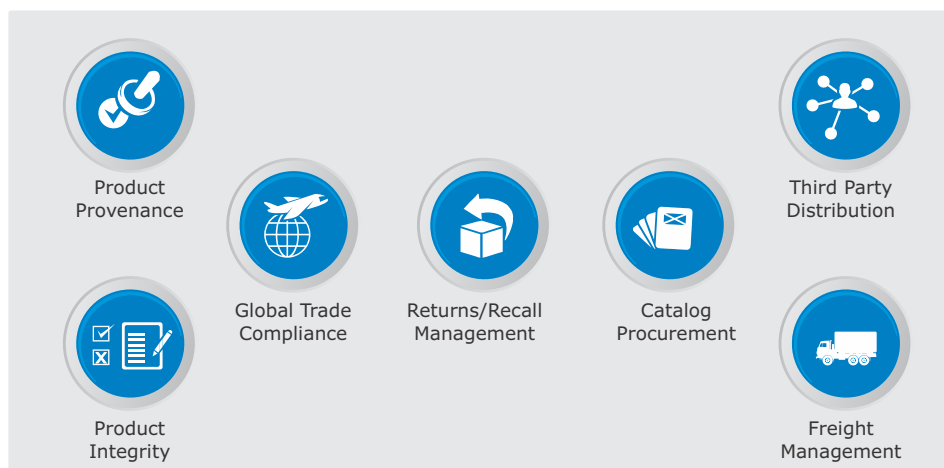 Product
Provenance
Third Party
Distribution
Global Trade
Compliance
Returns/Recall
Management
Catalog
Procurement
Product
Integrity
Freight
Management